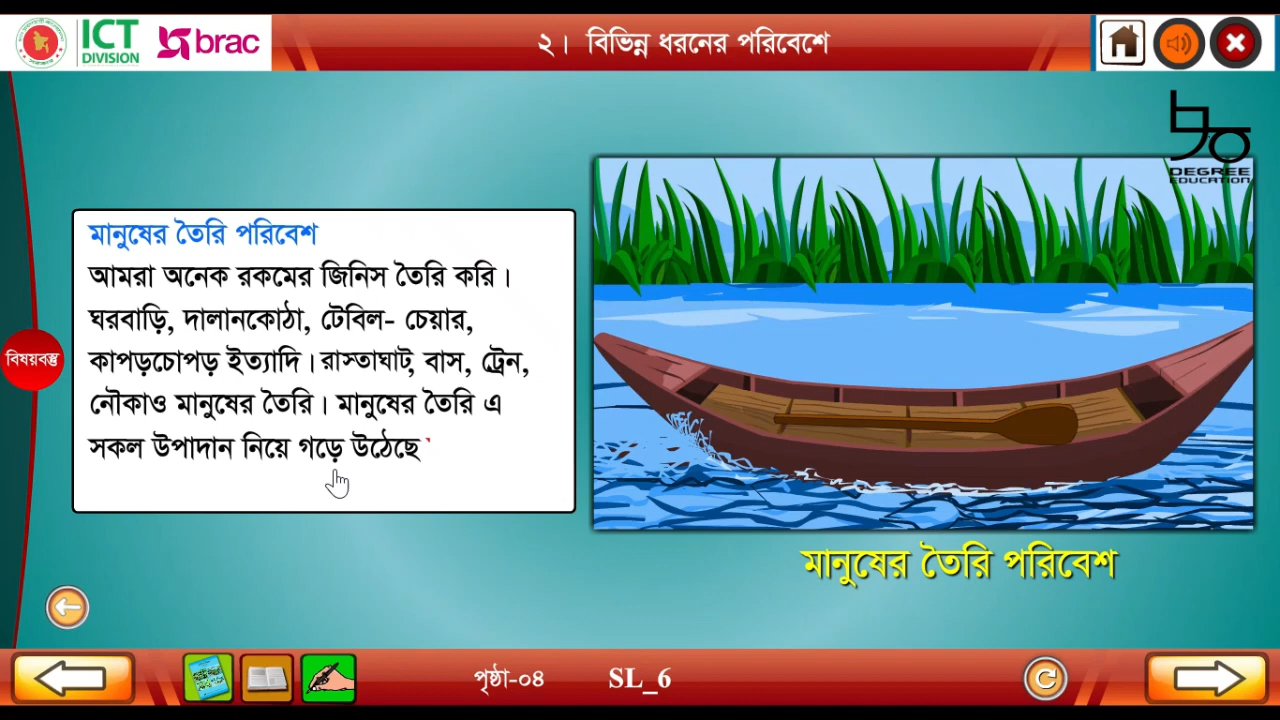 ICT
DIVISION
brac
২। বিভিন্ন ধরনের পরিবেশে
DEGREE
EDUCATION
মানুষের তৈরি পরিবেশ
আমরা অনেক রকমের জিনিস তৈরি করি।
ঘরবাড়ি, দালানকোঠা, টেবিল- চেয়ার,
কাপড়চোপড় ইত্যাদি। রাস্তাঘাট, বাস, ট্রেন,
নৌকাও মানুষের তৈরি। মানুষের তৈরি এ
সকল উপাদান নিয়ে গড়ে উঠেছে
বিষয়বস্তু
মানুষের তৈরি পরিবেশ
পৃষ্ঠা-০৪
SL_6